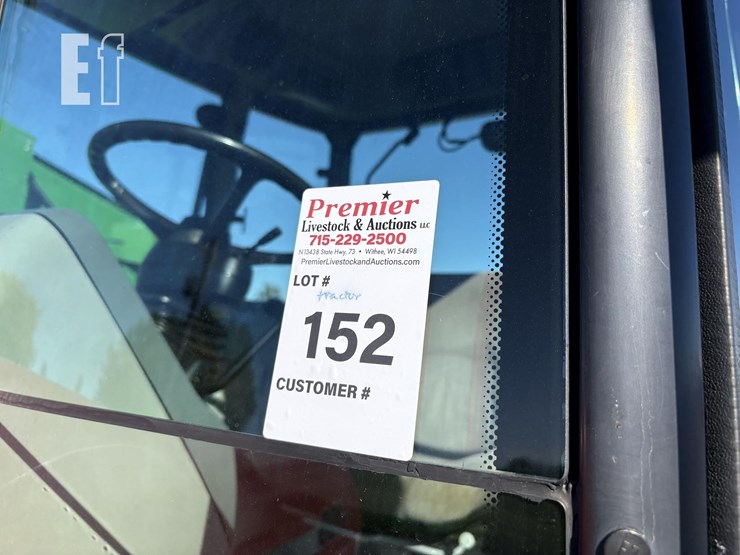 Ef
Premier
Livestock & Auctions LLC
715-229-2500
N13438 State Hwy. 73 • Withee, WI 54498
PremierLivestockandAuctions.com
LOT #
tractor
152
CUSTOMER #